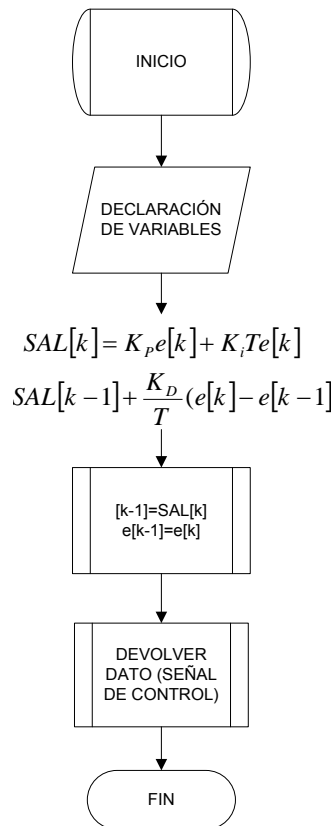 INICIO
DECLARACIÓN
DE VARIABLES
SAL[k] = K_P e[k] + K_i Te[k]
SAL[k − 1] + K_D/T (e[k] − e[k − 1]
[k-1]=SAL[k]
e[k-1]=e[k]
DEVOLVER
DATO (SEÑAL
DE CONTROL)
FIN